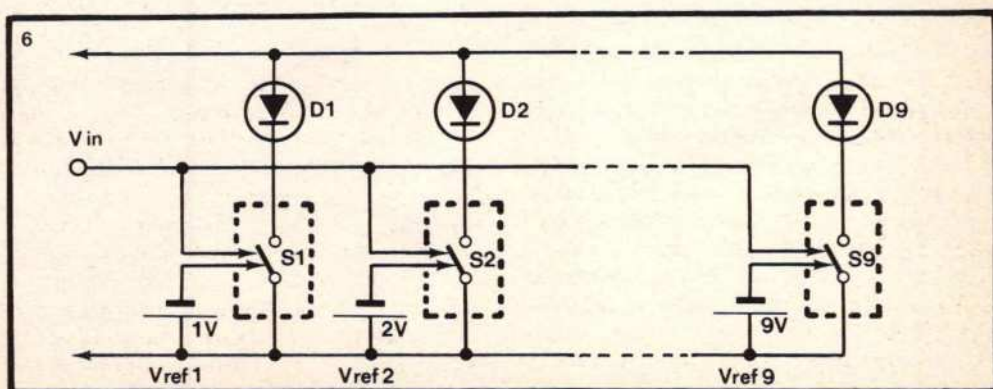 6
D1
D2
D9
V in
S1
S2
S9
1V
2V
9V
Vref 1
Vref 2
Vref 9